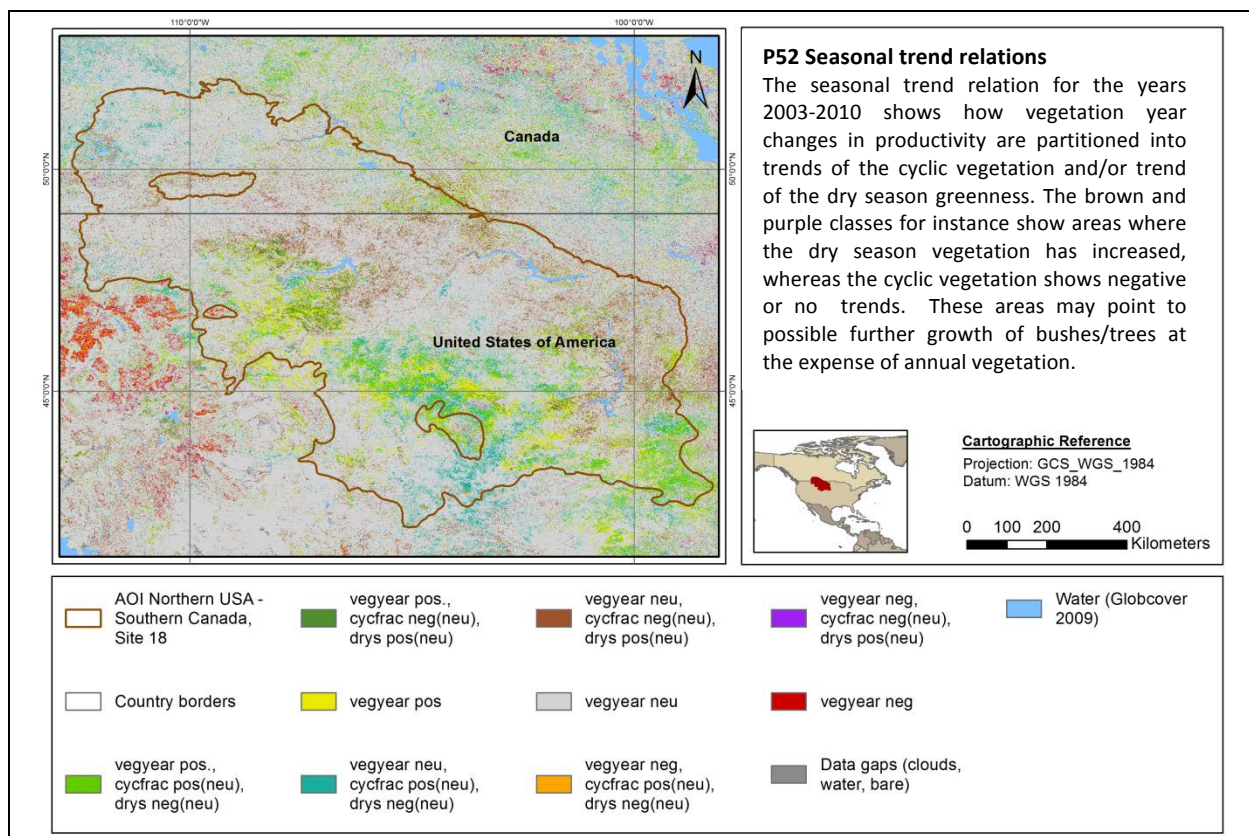 110°0'0"W
100°0'0"W
N
Canada
50°0'0"N
50°0'0"N
United States of America
45°0'0"N
45°0'0"N
P52 Seasonal trend relations
The seasonal trend relation for the years
2003-2010 shows how vegetation year
changes in productivity are partitioned into
trends of the cyclic vegetation and/or trend
of the dry season greenness. The brown and
purple classes for instance show areas where
the dry season vegetation has increased,
whereas the cyclic vegetation shows negative
or no trends. These areas may point to
possible further growth of bushes/trees at
the expense of annual vegetation.
Cartographic Reference
Projection: GCS_WGS_1984
Datum: WGS 1984
0 100 200 400
Kilometers
AOI Northern USA -
Southern Canada,
Site 18
vegyear pos.,
cycfrac neg(neu),
drys pos(neu)
vegyear neu,
cycfrac neg(neu),
drys pos(neu)
vegyear neg,
cycfrac neg(neu),
drys pos(neu)
Water (Globcover
2009)
Country borders
vegyear pos
vegyear neu
vegyear neg
vegyear pos.,
cycfrac pos(neu),
drys neg(neu)
vegyear neu,
cycfrac pos(neu),
drys neg(neu)
vegyear neg,
cycfrac pos(neu),
drys neg(neu)
Data gaps (clouds,
water, bare)